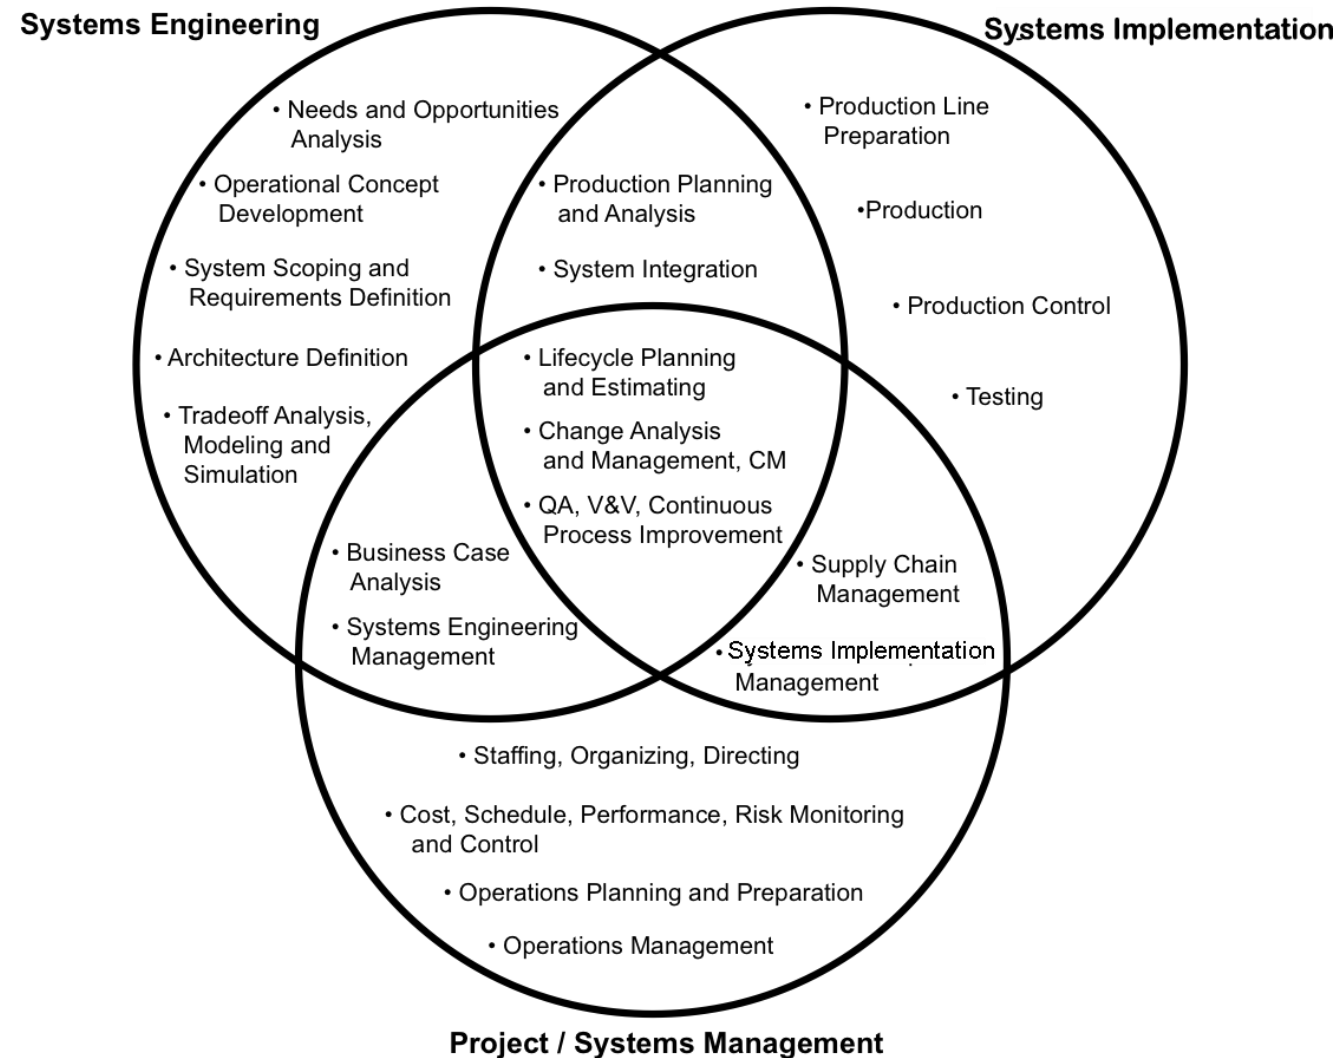 Systems Engineering
Systems Implementation
• Needs and Opportunities
Analysis
• Operational Concept
Development
• System Scoping and
Requirements Definition
• Architecture Definition
• Tradeoff Analysis,
Modeling and
Simulation
• Production Planning
and Analysis
• System Integration
• Production Line
Preparation
•Production
• Production Control
• Testing
• Lifecycle Planning
and Estimating
• Change Analysis
and Management, CM
• QA, V&V, Continuous
Process Improvement
• Business Case
Analysis
• Systems Engineering
Management
• Supply Chain
Management
• Systems Implementation
Management
• Staffing, Organizing, Directing
• Cost, Schedule, Performance, Risk Monitoring
and Control
• Operations Planning and Preparation
• Operations Management
Project / Systems Management